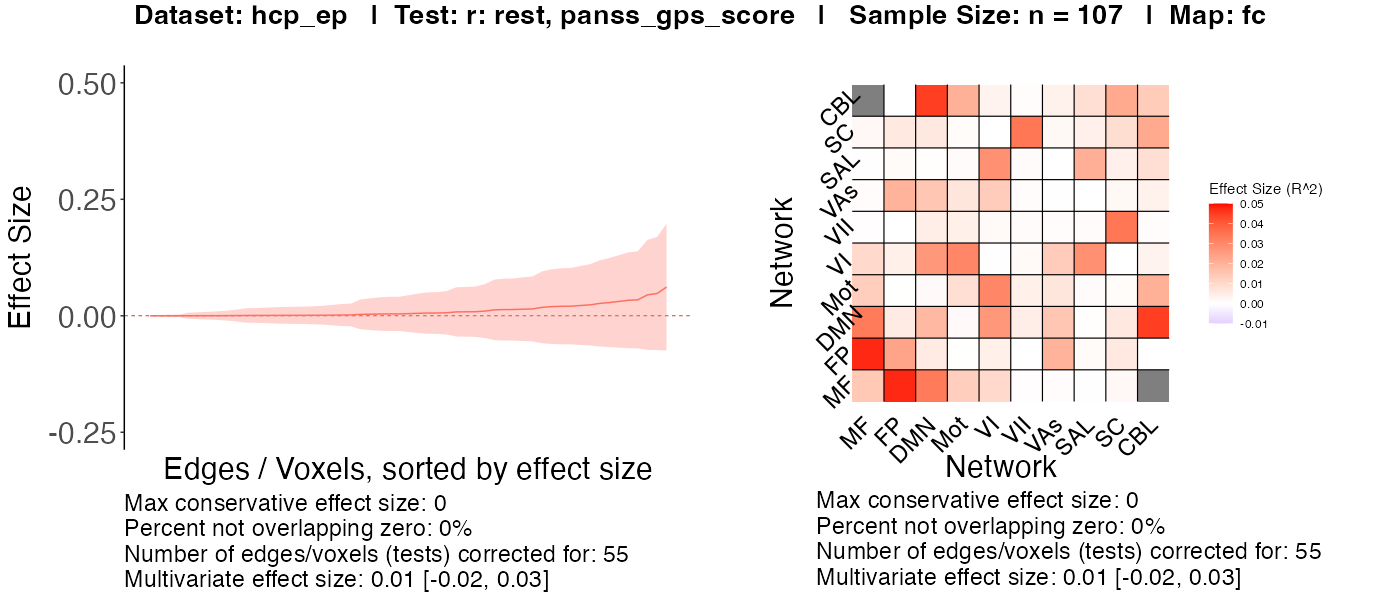 Dataset: hcp_ep | Test: r: rest, panss_gps_score | Sample Size: n = 107 | Map: fc
0.50
0.25
0.00
-0.25
Effect Size
Edges / Voxels, sorted by effect size
Max conservative effect size: 0
Percent not overlapping zero: 0%
Number of edges/voxels (tests) corrected for: 55
Multivariate effect size: 0.01 [-0.02, 0.03]
Network
CBL
SC
SAL
VAs
VII
VI
Mot
DMN
FP
MF
MF
FP
DMN
Mot
VI
VII
VAs
SAL
SC
CBL
Network
Effect Size (R^2)
0.05
0.04
0.03
0.02
0.01
0.00
-0.01
Max conservative effect size: 0
Percent not overlapping zero: 0%
Number of edges/voxels (tests) corrected for: 55
Multivariate effect size: 0.01 [-0.02, 0.03]